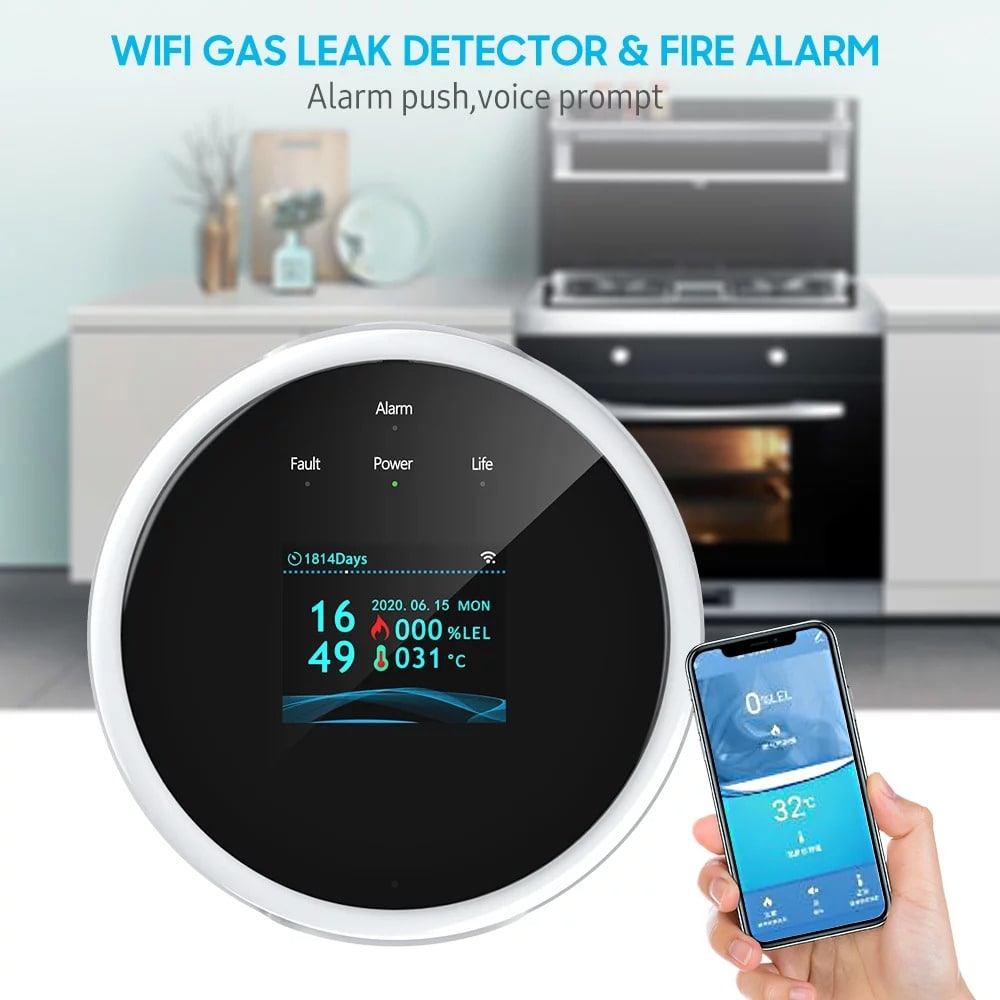 WIFI GAS LEAK DETECTOR & FIRE ALARM
Alarm push,voice prompt
Alarm
Fault Power Life
1814Days
16 2020. 06. 15 MON
000 %LEL
49 031 °C
0%LEL
32℃